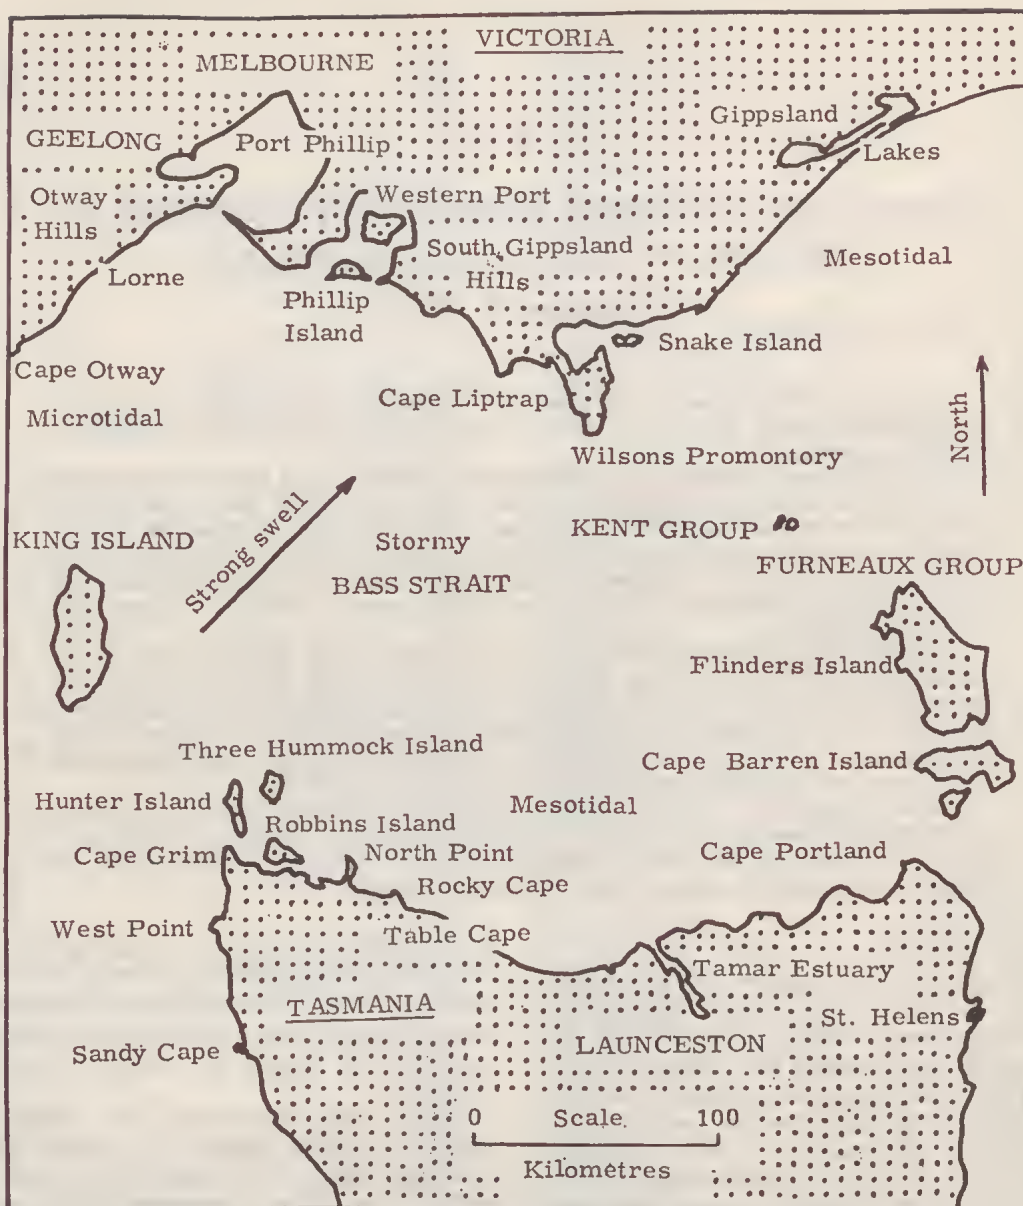 VICTORIA
MELBOURNE
Gippsland
GEELONG
Port Phillip
Lakes
Otway
Hills
Western Port
South Gippsland
Hills
Mesotidal
Lorne
Phillip
Island
Snake Island
Cape Otway
Cape Liptrap
Microtidal
North
Wilsons Promontory
Strong swell
KING ISLAND
Stormy
BASS STRAIT
KENT GROUP
FURNEAUX GROUP
Flinders Island
Three Hummock Island
Cape Barren Island
Hunter Island
Mesotidal
Robbins Island
Cape Grim
North Point
Cape Portland
Rocky Cape
West Point
Table Cape
Tamar Estuary
TASMANIA
St. Helens
Sandy Cape
LAUNCESTON
0 Scale 100
Kilometres